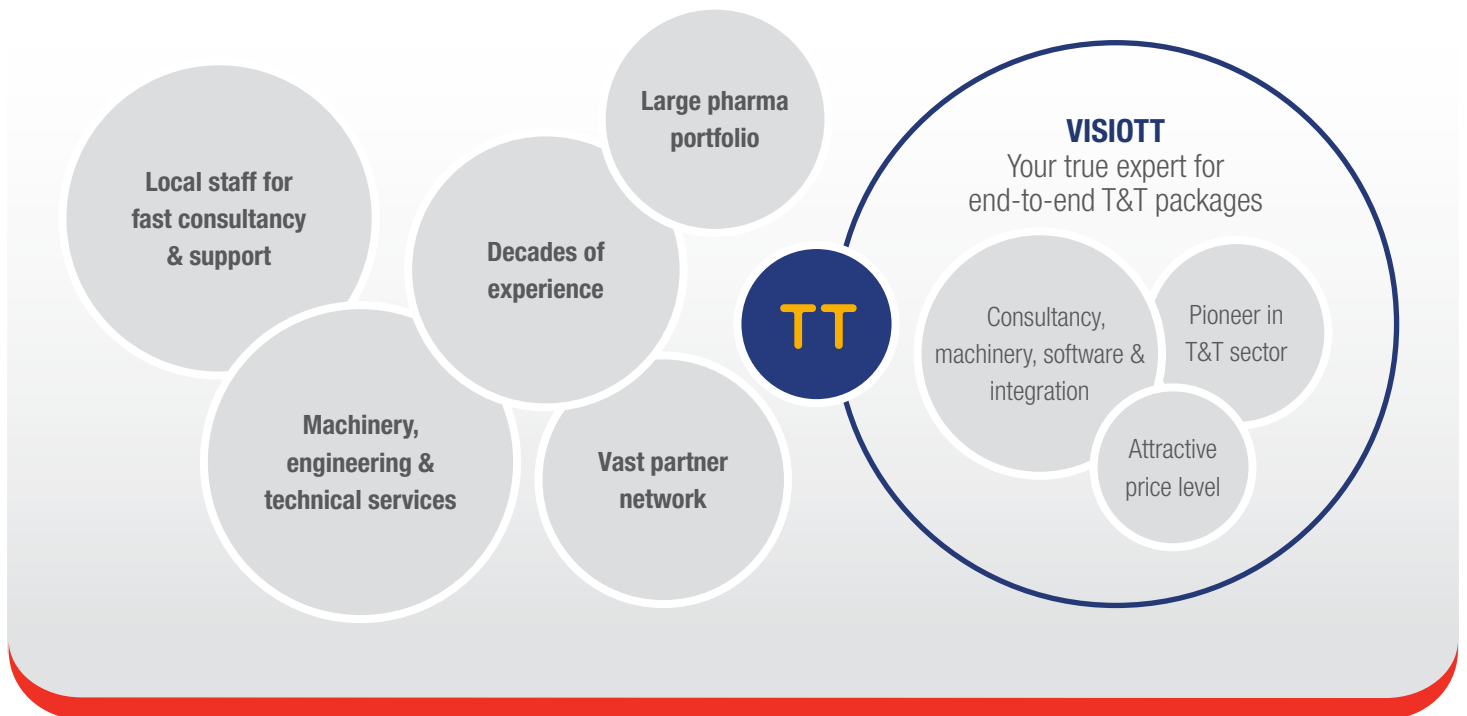 Large pharma
portfolio
Local staff for
fast consultancy
& support
Decades of
experience
Machinery,
engineering &
technical services
Vast partner
network
TT
VISIOTT
Your true expert for
end-to-end T&T packages
Consultancy,
machinery, software &
integration
Pioneer in
T&T sector
Attractive
price level